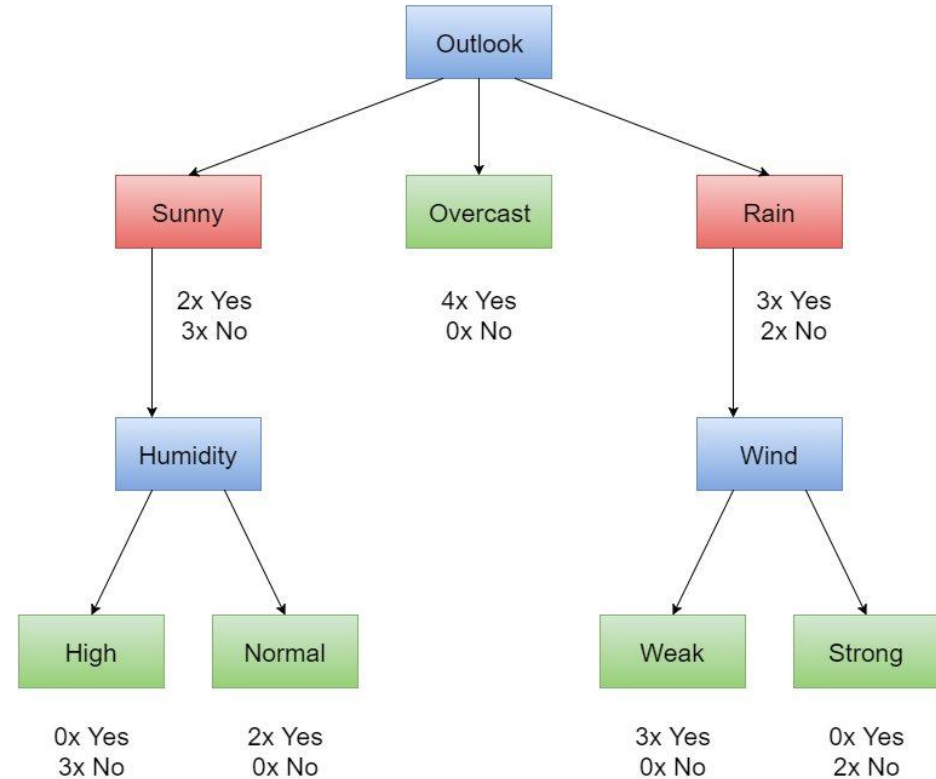 Outlook
Sunny
Overcast
Rain
2x Yes
3x No
4x Yes
0x No
3x Yes
2x No
Humidity
Wind
High
Normal
Weak
Strong
0x Yes
3x No
2x Yes
0x No
3x Yes
0x No
0x Yes
2x No